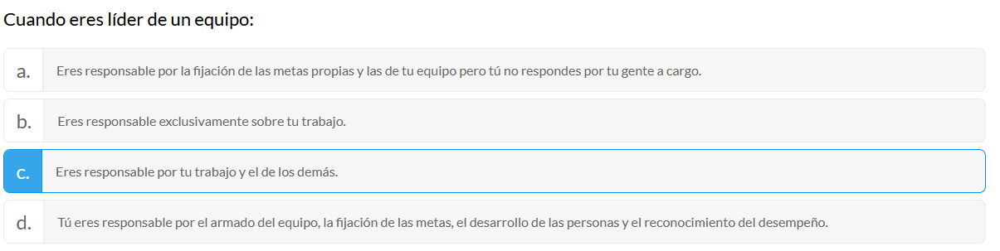 Cuando eres líder de un equipo:
a. Eres responsable por la fijación de las metas propias y las de tu equipo pero tú no respondes por tu gente a cargo.
b. Eres responsable exclusivamente sobre tu trabajo.
c. Eres responsable por tu trabajo y el de los demás.
d. Tú eres responsable por el armado del equipo, la fijación de las metas, el desarrollo de las personas y el reconocimiento del desempeño.